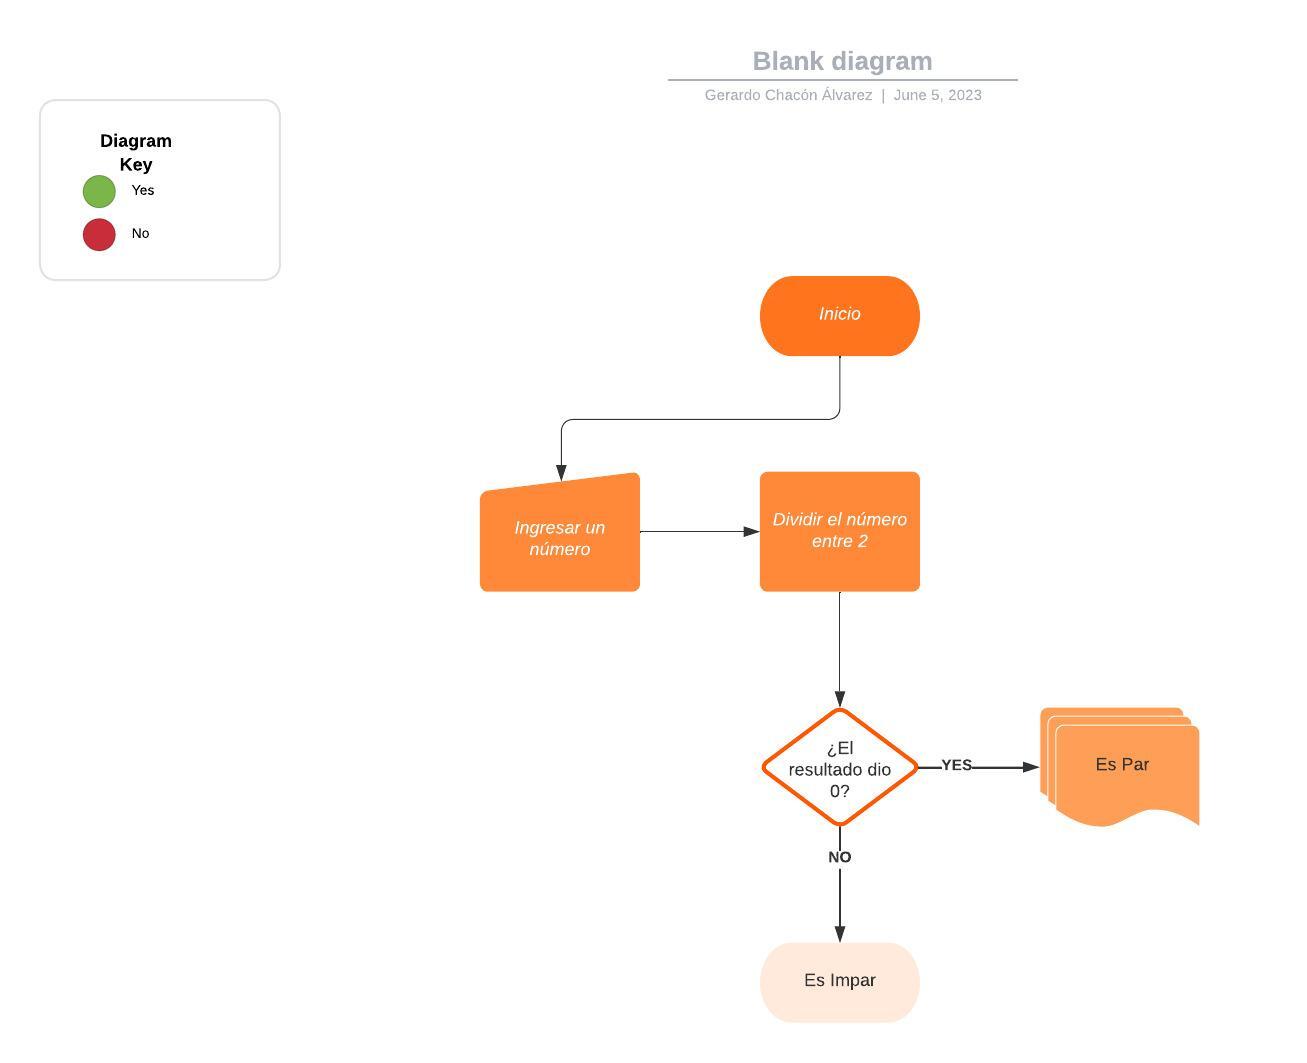 Blank diagram
Gerardo Chacón Álvarez | June 5, 2023
Diagram
Key
Yes
No
Inicio
Ingresar un
número
Dividir el número
entre 2
¿El
resultado dio
0?
YES
Es Par
NO
Es Impar